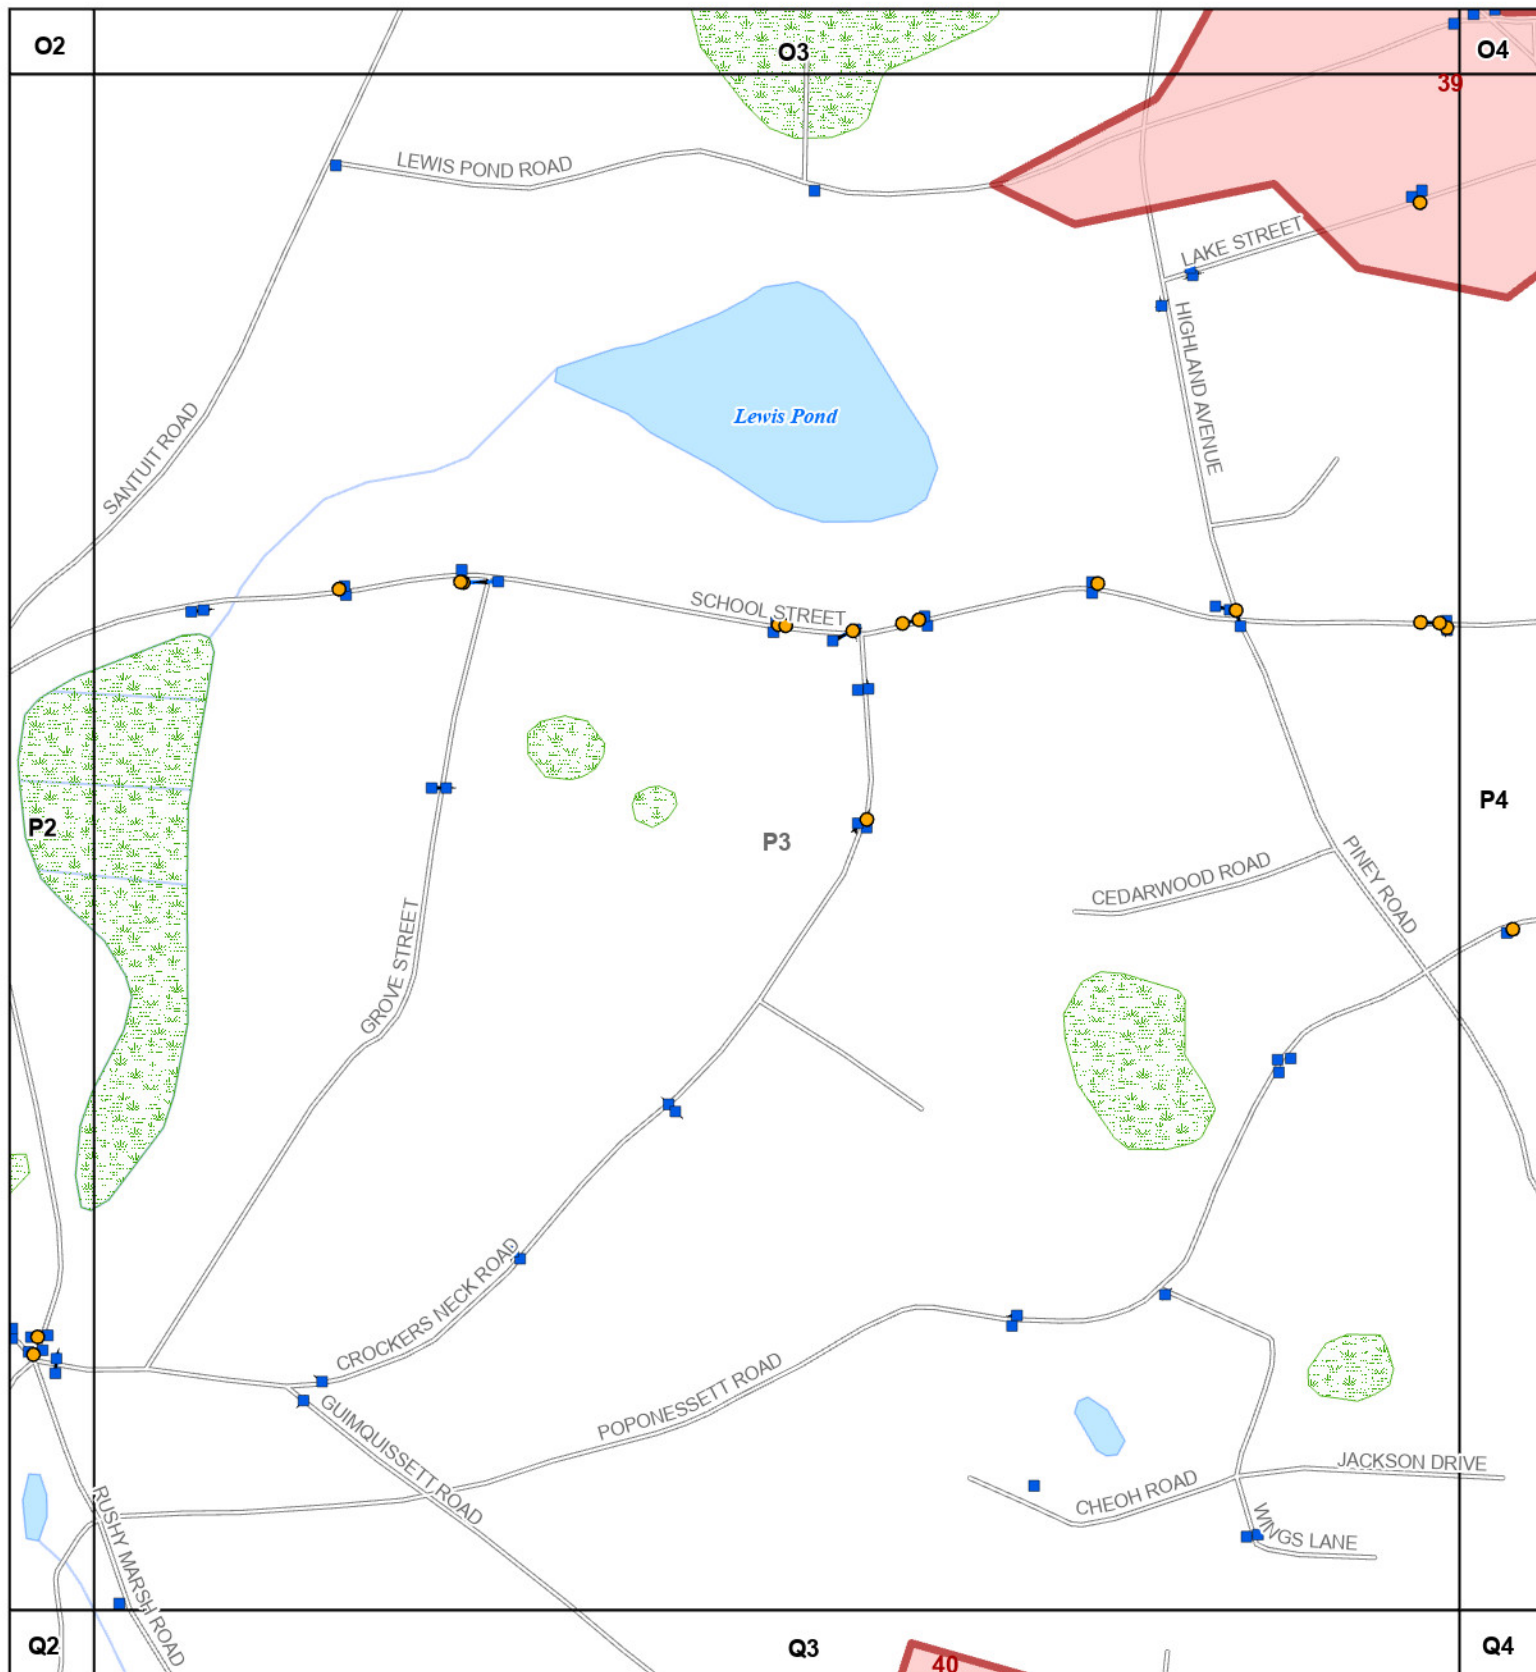 O2
O3
O4
39
LEWIS POND ROAD
LAKE STREET
HIGHLAND AVENUE
Lewis Pond
SANTUIT ROAD
SCHOOL STREET
P2
P3
P4
PINEY ROAD
CEDARWOOD ROAD
GROVE STREET
CROCKERS NECK ROAD
POPONESSETT ROAD
GUIMQUISSETT ROAD
JACKSON DRIVE
CHEOH ROAD
WINGS LANE
RUSHY MARSH ROAD
Q2
Q3
Q4
40